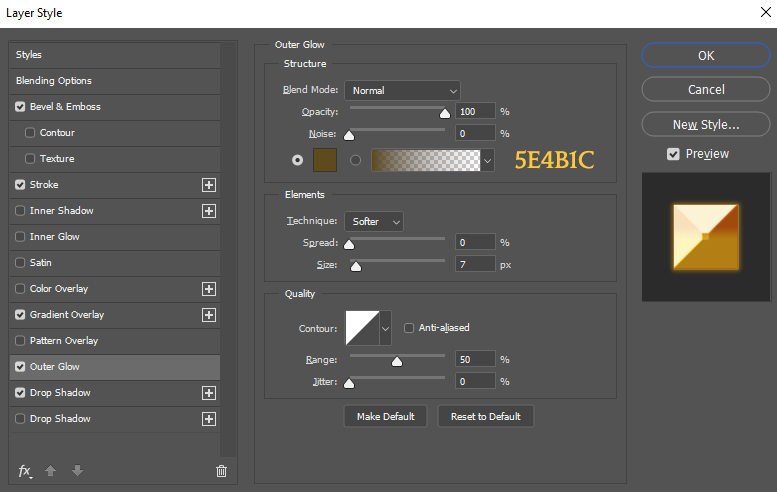 Layer Style
Styles
Blending Options
Bevel & Emboss
Contour
Texture
Stroke
Inner Shadow
Inner Glow
Satin
Color Overlay
Gradient Overlay
Pattern Overlay
Outer Glow
Drop Shadow
Drop Shadow
fx
Outer Glow
Structure
Blend Mode: Normal
Opacity: 100 %
Noise: 0 %
5E4B1C
Elements
Technique: Softer
Spread: 0 %
Size: 7 px
Quality
Contour: Anti-aliased
Range: 50 %
Jitter: 0 %
Make Default Reset to Default
OK
Cancel
New Style...
Preview